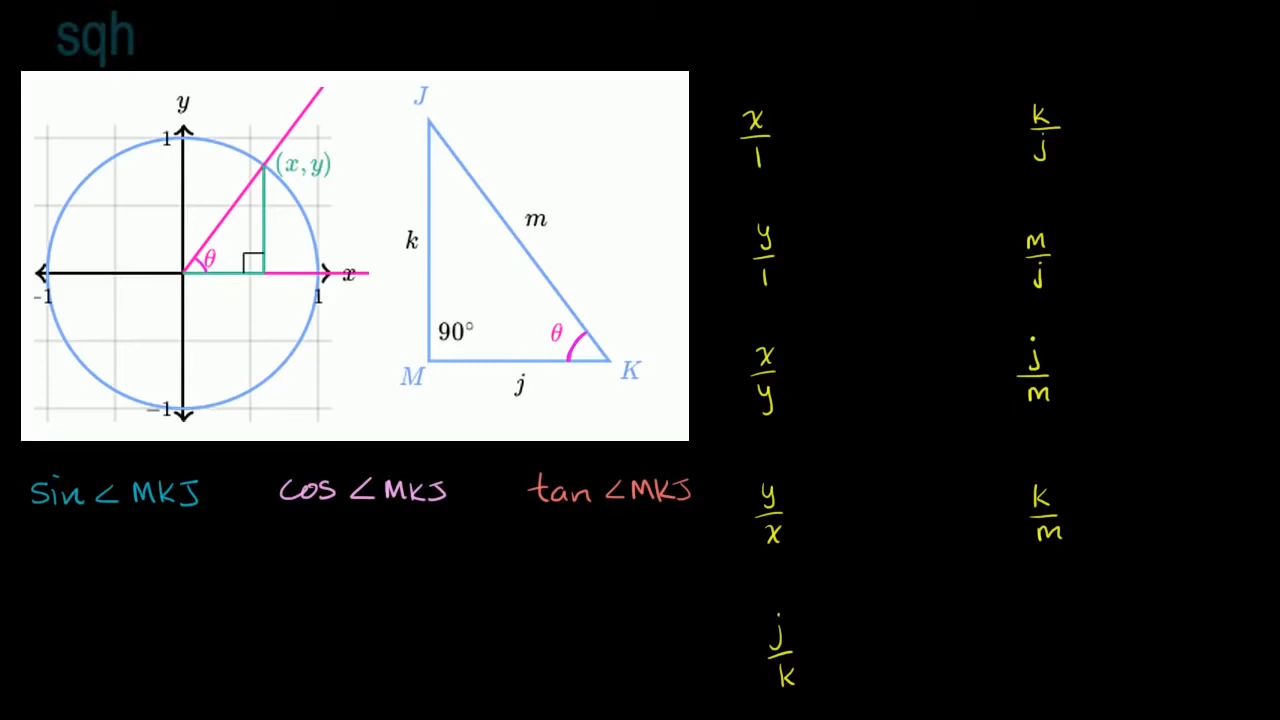 sqh
y
J
1
(x, y)
k
m
θ
x
-1
1
90°
θ
M
j
K
-1
sin ∠ MKJ
cos ∠ MKJ
tan ∠ MKJ
x/1
k/j
y/1
m/j
x/y
j/m
y/x
k/m
j/k